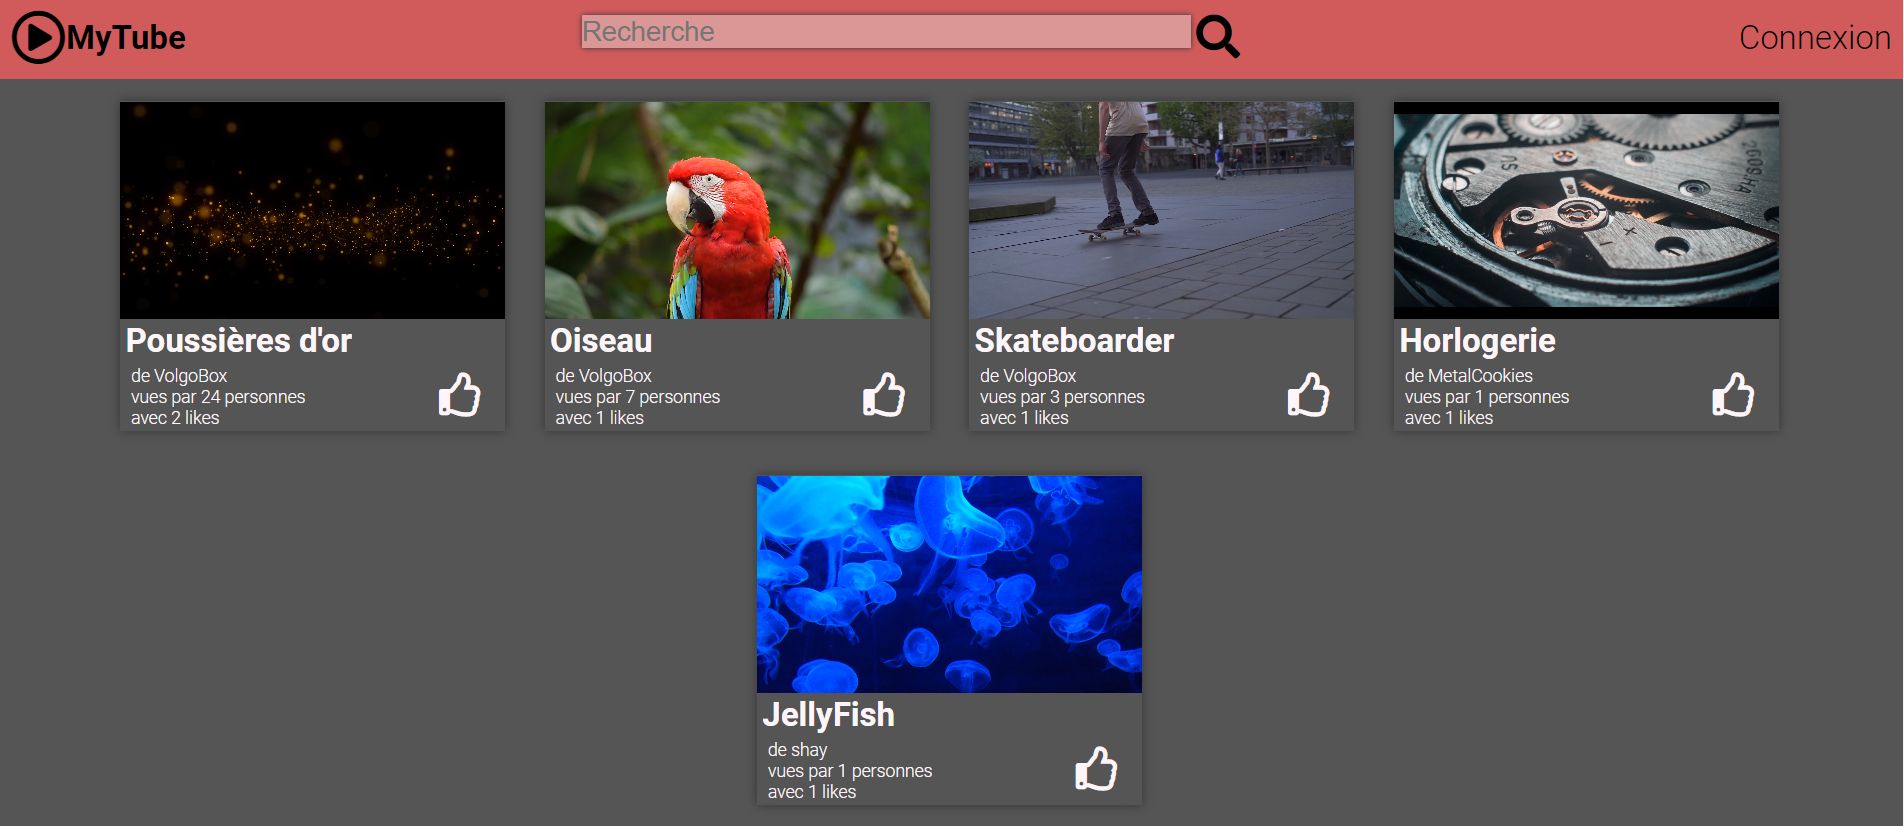 MyTube
Recherche
Connexion
2609HA
SU
Poussières d'or
de VolgoBox
vues par 24 personnes
avec 2 likes
Oiseau
de VolgoBox
vues par 7 personnes
avec 1 likes
Skateboarder
de VolgoBox
vues par 3 personnes
avec 1 likes
Horlogerie
de MetalCookies
vues par 1 personnes
avec 1 likes
JellyFish
de shay
vues par 1 personnes
avec 1 likes